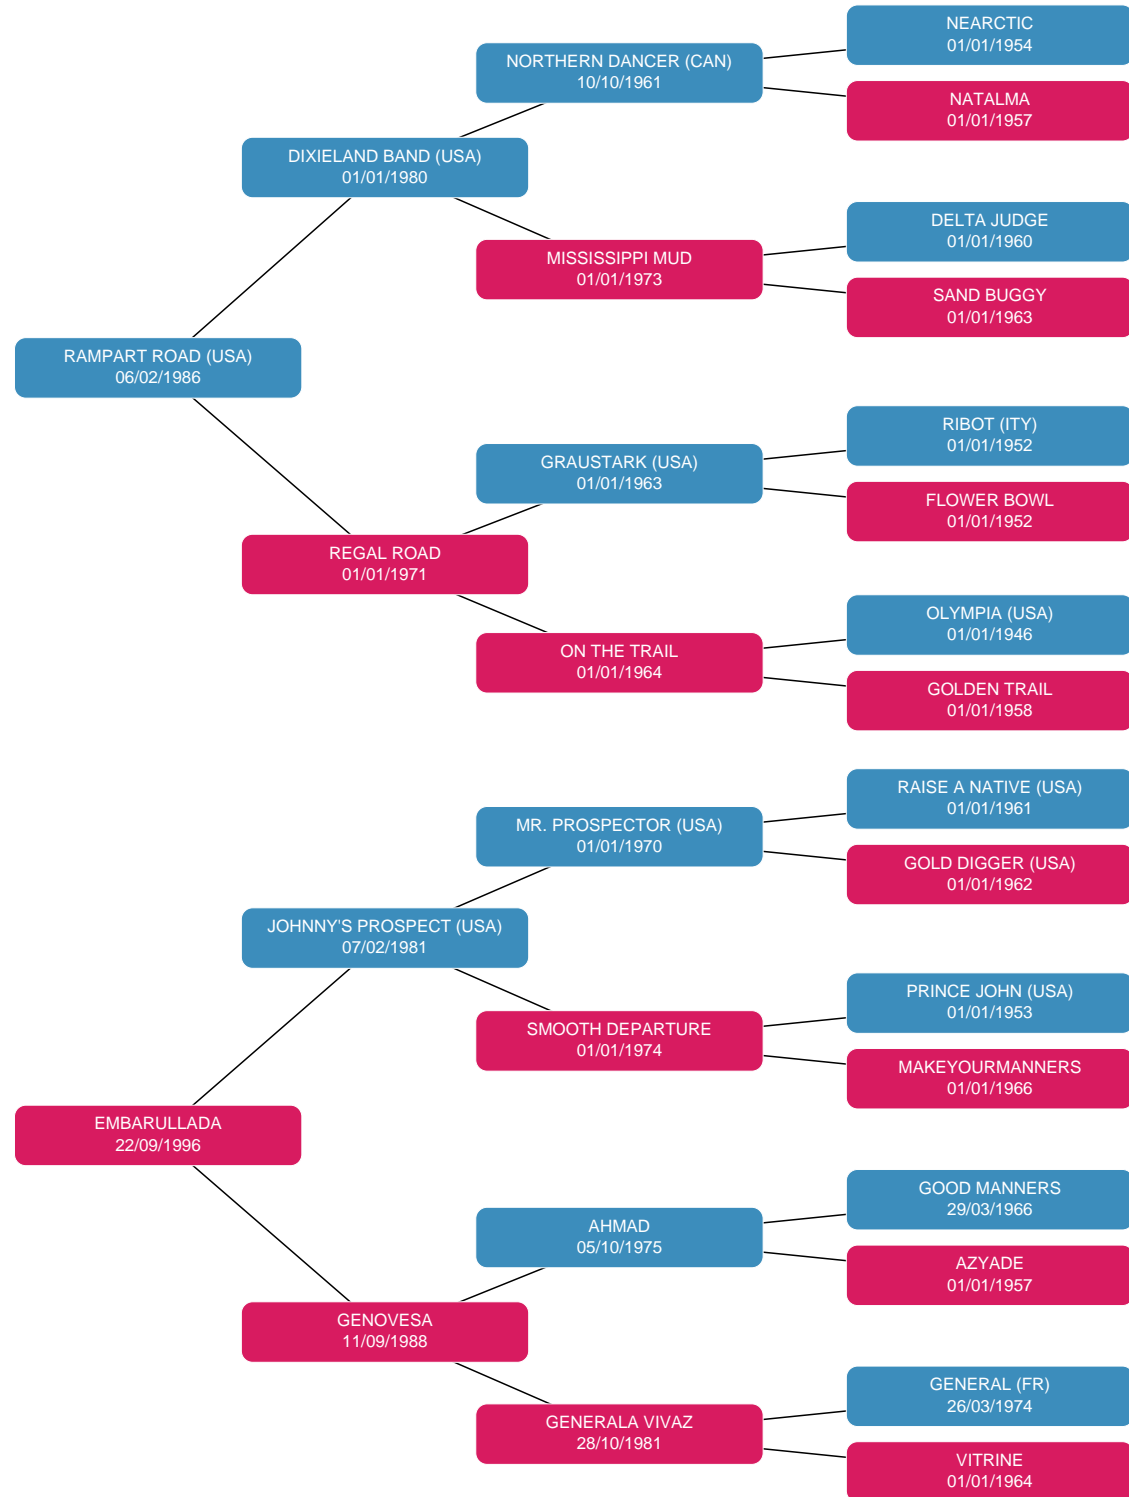 NEARCTIC
01/01/1954
NORTHERN DANCER (CAN)
10/10/1961
NATALMA
01/01/1957
DIXIELAND BAND (USA)
01/01/1980
DELTA JUDGE
01/01/1960
MISSISSIPPI MUD
01/01/1973
SAND BUGGY
01/01/1963
RAMPART ROAD (USA)
06/02/1986
RIBOT (ITY)
01/01/1952
GRAUSTARK (USA)
01/01/1963
FLOWER BOWL
01/01/1952
REGAL ROAD
01/01/1971
OLYMPIA (USA)
01/01/1946
ON THE TRAIL
01/01/1964
GOLDEN TRAIL
01/01/1958
RAISE A NATIVE (USA)
01/01/1961
MR. PROSPECTOR (USA)
01/01/1970
GOLD DIGGER (USA)
01/01/1962
JOHNNY'S PROSPECT (USA)
07/02/1981
PRINCE JOHN (USA)
01/01/1953
SMOOTH DEPARTURE
01/01/1974
MAKEYOURMANNERS
01/01/1966
EMBARULLADA
22/09/1996
GOOD MANNERS
29/03/1966
AHMAD
05/10/1975
AZYADE
01/01/1957
GENOVESA
11/09/1988
GENERAL (FR)
26/03/1974
GENERALA VIVAZ
28/10/1981
VITRINE
01/01/1964